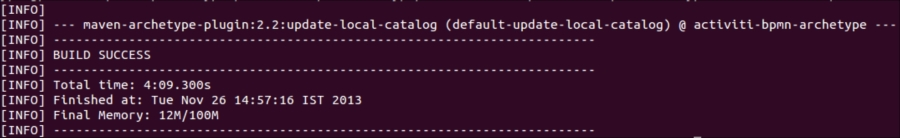 [INFO]
[INFO] --- maven-archetype-plugin:2.2:update-local-catalog (default-update-local-catalog) @ activiti-bpmn-archetype ---
[INFO] ------------------------------------------------------------------------
[INFO] BUILD SUCCESS
[INFO] ------------------------------------------------------------------------
[INFO] Total time: 4:09.300s
[INFO] Finished at: Tue Nov 26 14:57:16 IST 2013
[INFO] Final Memory: 12M/100M
[INFO] ------------------------------------------------------------------------